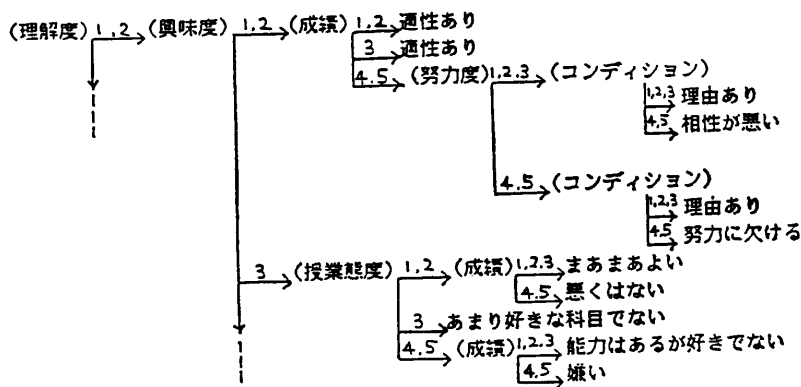 (理解度) 1,2 (興味度) 1,2 (成績) 1,2 適性あり
3 適性あり
4.5 (努力度) 1,2,3 (コンディション)
1,2,3 理由あり
4,5 相性が悪い
4.5 (コンディション)
1,2,3 理由あり
4,5 努力に欠ける
3 (授業態度) 1,2 (成績) 1,2,3 まあまあよい
4.5 悪くはない
3 あまり好きな科目でない
4.5 (成績) 1,2,3 能力はあるが好きでない
4.5 嫌い